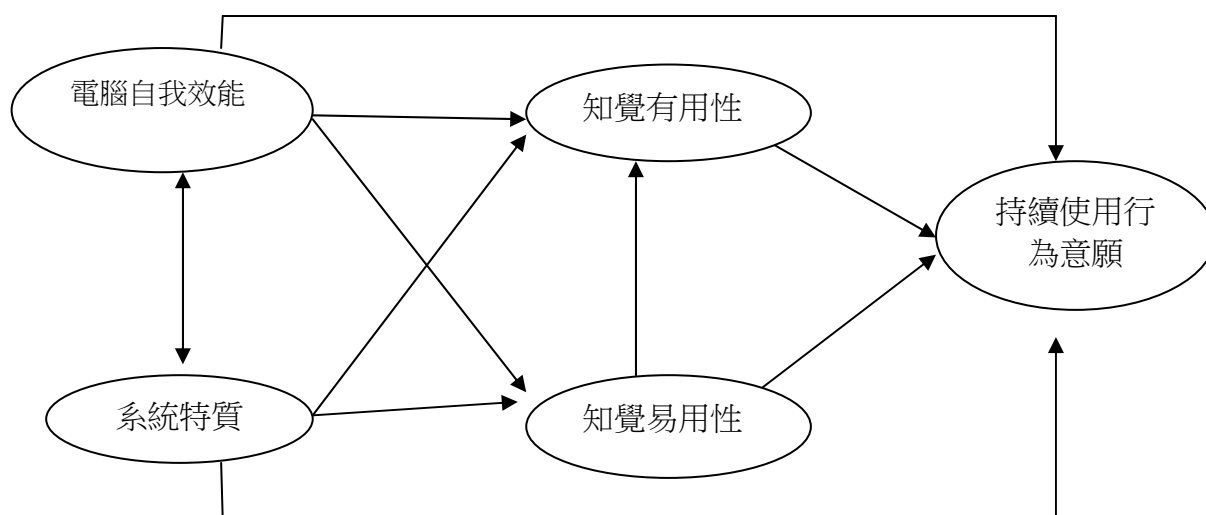 電腦自我效能
知覺有用性
持續使用行
為意願
系統特質
知覺易用性